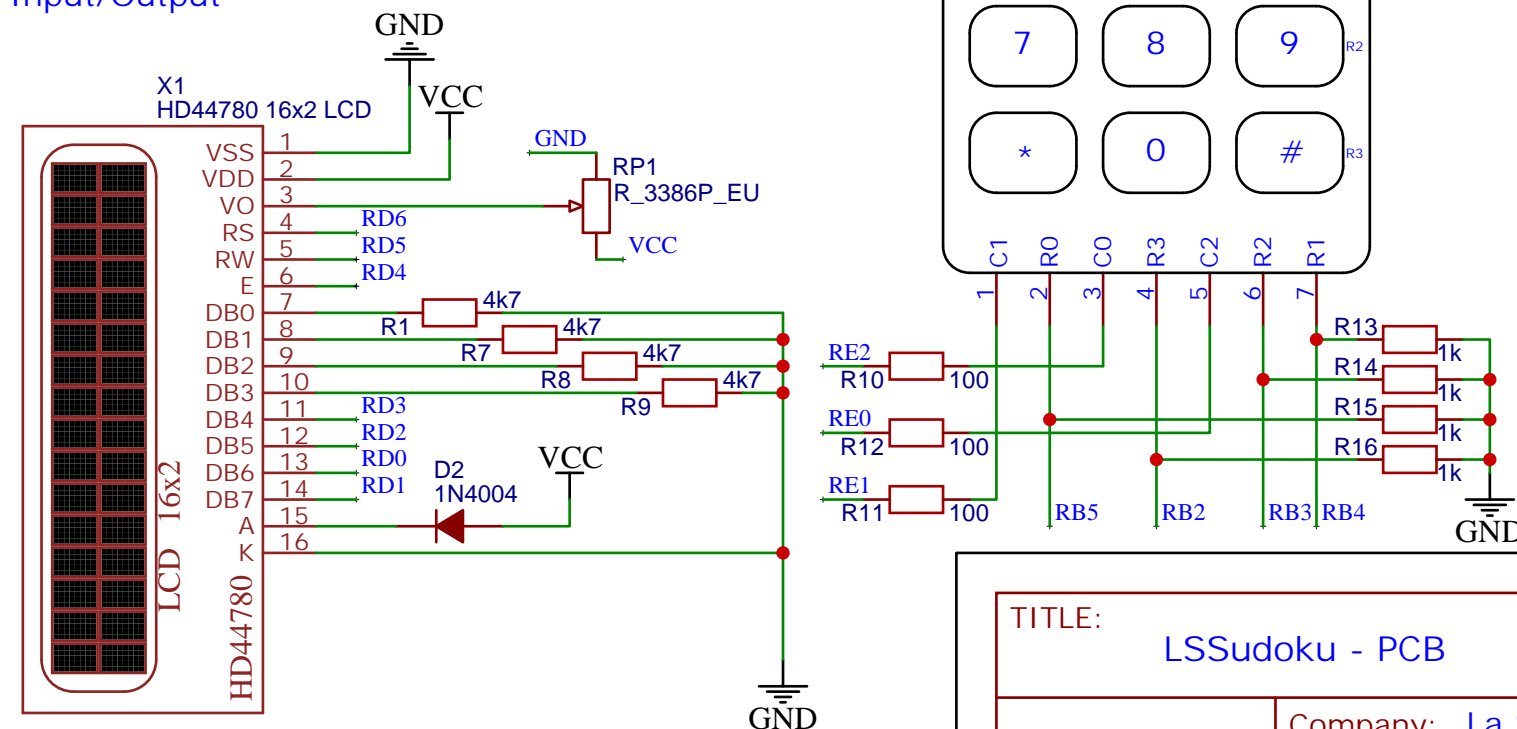 Input/Output
GND
X1
HD44780 16x2 LCD
VCC
VSS 1
VDD 2
VO 3
RS 4 RD6
RW 5 RD5
E 6 RD4
DB0 7
DB1 8
DB2 9
DB3 10
DB4 11 RD3
DB5 12 RD2
DB6 13 RD0
DB7 14 RD1
A 15
K 16
LCD 16x2
HD44780
GND
RP1
R_3386P_EU
VCC
R1 4k7
R7 4k7
R8 4k7
R9 4k7
D2
1N4004
VCC
GND
7 8 9 R2
* 0 # R3
C1 R0 C0 R3 C2 R2 R1
1 2 3 4 5 6 7
RE2
R10 100
RE0
R12 100
RE1
R11 100
R13 1k
R14 1k
R15 1k
R16 1k
RB5 RB2 RB3 RB4
GND
TITLE:
LSSudoku - PCB
Company: La